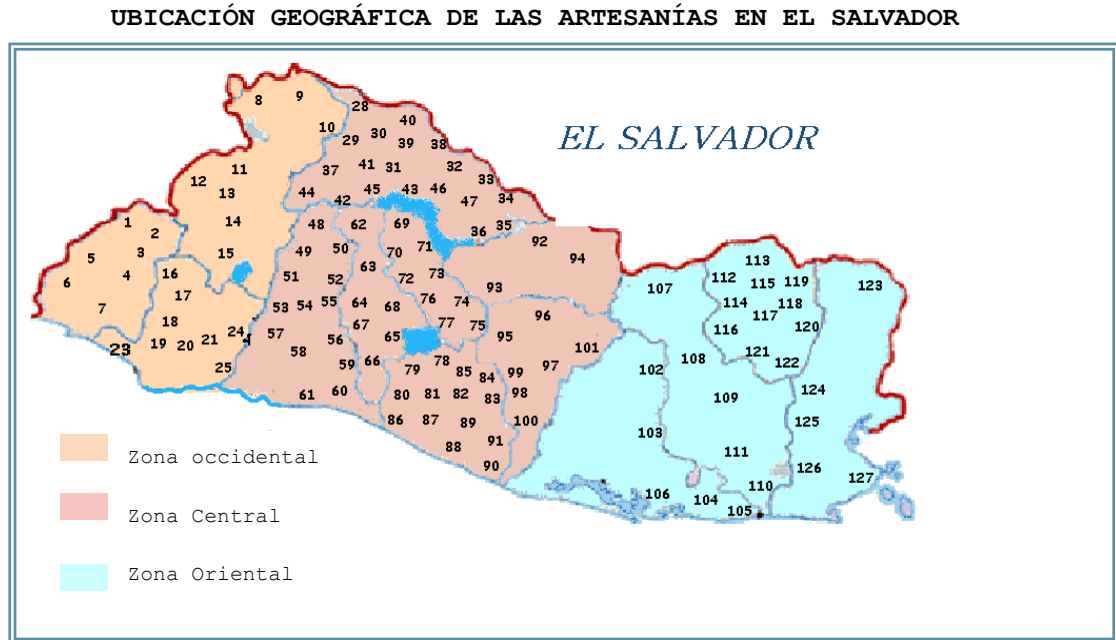 UBICACIÓN GEOGRÁFICA DE LAS ARTESANÍAS EN EL SALVADOR
8 9 28
10 29 30 40 39 38
EL SALVADOR
12 11 13 37 41 31 32 33
44 42 45 43 46 47 34
1 2 14 48 62 69 36 35
5 3 15 49 50 70 71 92
6 4 16 51 52 63 72 73 94 113
7 17 53 54 55 64 68 76 74 93 107 112 115 119 123
18 57 56 67 65 77 75 96 114 117 118
23 19 20 21 24 58 59 66 79 78 95 101 116 120
25 61 60 80 81 85 82 84 83 99 98 97 102 108 121 122
86 87 89 100 109 124
88 91 103 125
Zona occidental
90 111 126
106 104 110 127
105
Zona Central
Zona Oriental